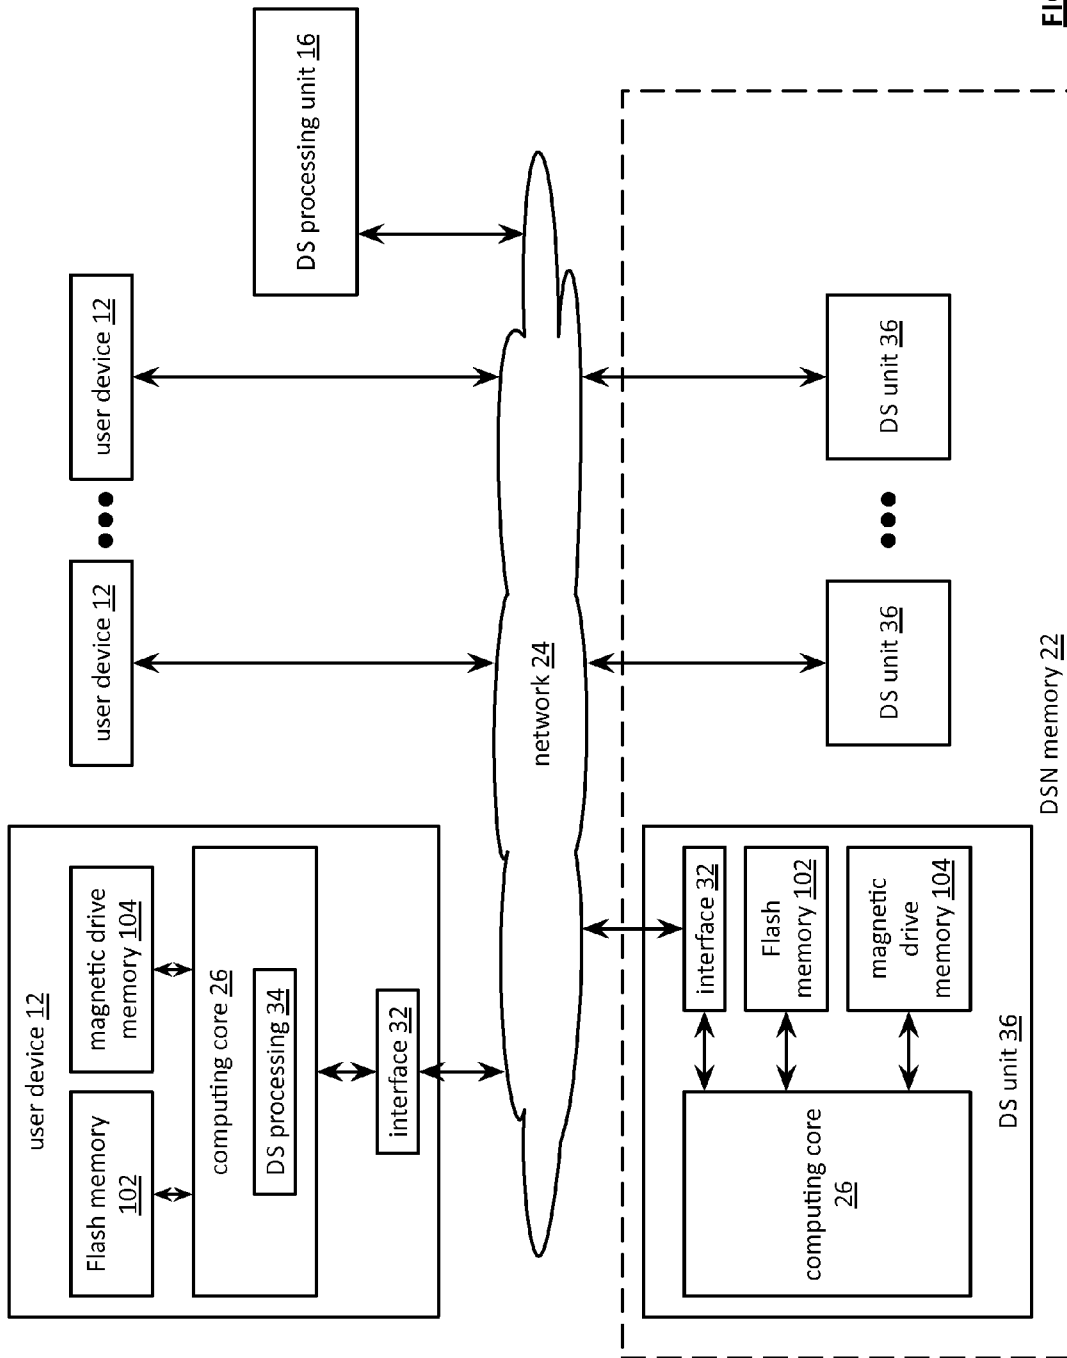 user device 12
Flash memory
102
magnetic drive
memory 104
computing core 26
DS processing 34
interface 32
user device 12
user device 12
DS processing unit 16
network 24
interface 32
Flash
memory 102
magnetic
drive
memory 104
computing core
26
DS unit 36
DS unit 36
DS unit 36
DSN memory 22